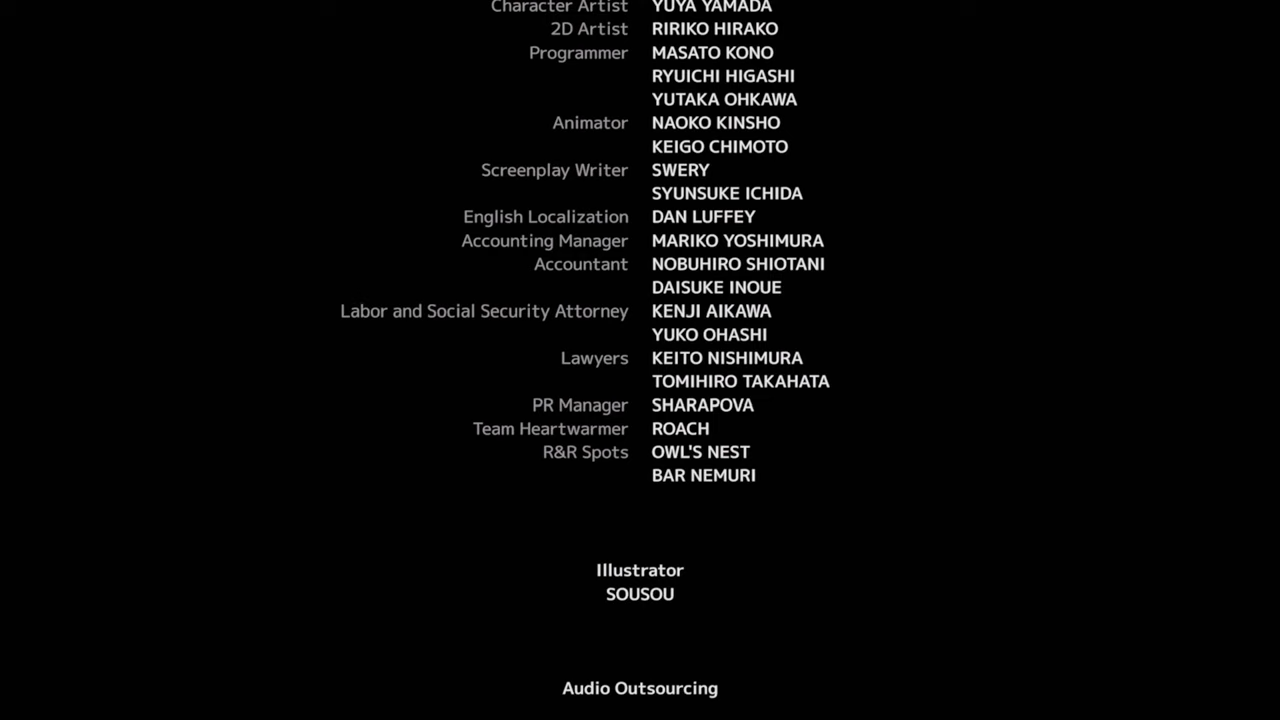 Character Artist YUYA YAMADA
2D Artist RIRIKO HIRAKO
Programmer MASATO KONO
RYUICHI HIGASHI
YUTAKA OHKAWA
Animator NAOKO KINSHO
KEIGO CHIMOTO
Screenplay Writer SWERY
SYUNSUKE ICHIDA
English Localization DAN LUFFEY
Accounting Manager MARIKO YOSHIMURA
Accountant NOBUHIRO SHIOTANI
DAISUKE INOUE
Labor and Social Security Attorney KENJI AIKAWA
YUKO OHASHI
Lawyers KEITO NISHIMURA
TOMIHIRO TAKAHATA
PR Manager SHARAPOVA
Team Heartwarmer ROACH
R&R Spots OWL'S NEST
BAR NEMURI
Illustrator
SOUSOU
Audio Outsourcing